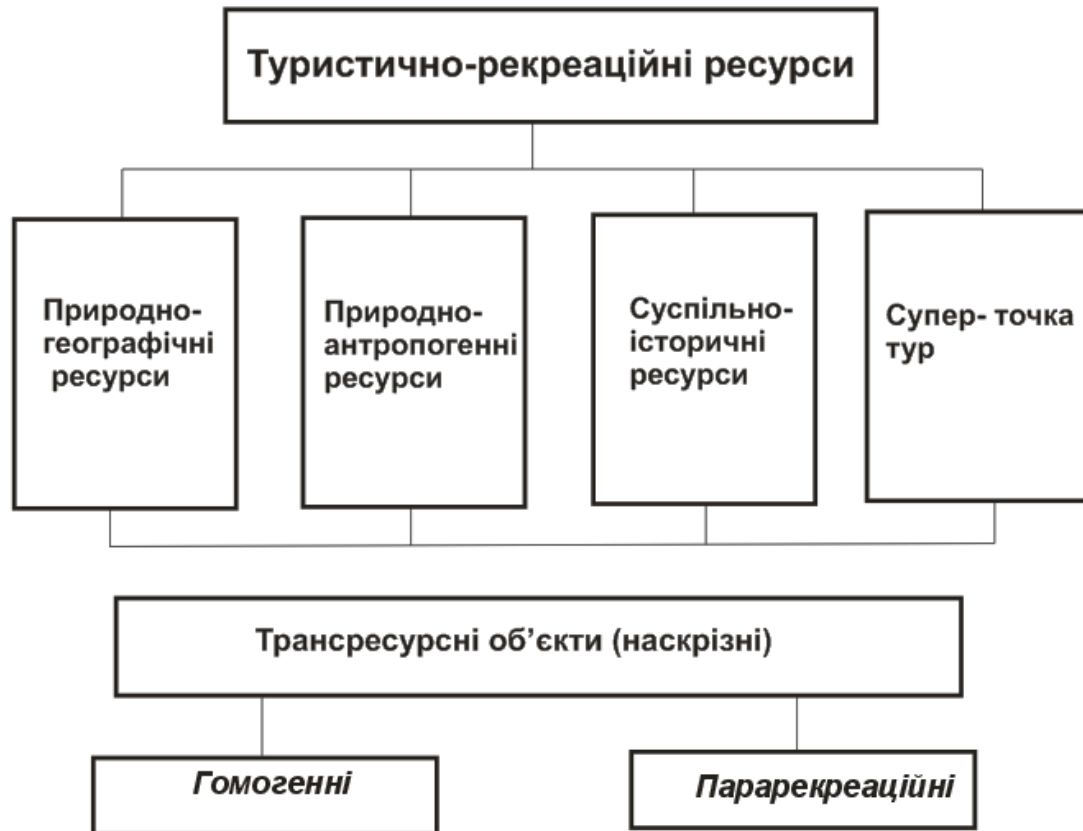 Туристично-рекреаційні ресурси
Природно-
географічні
ресурси
Природно-
антропогенні
ресурси
Суспільно-
історичні
ресурси
Супер- точка
тур
Трансресурсні об’єкти (наскрізні)
Гомогенні
Парарекреаційні